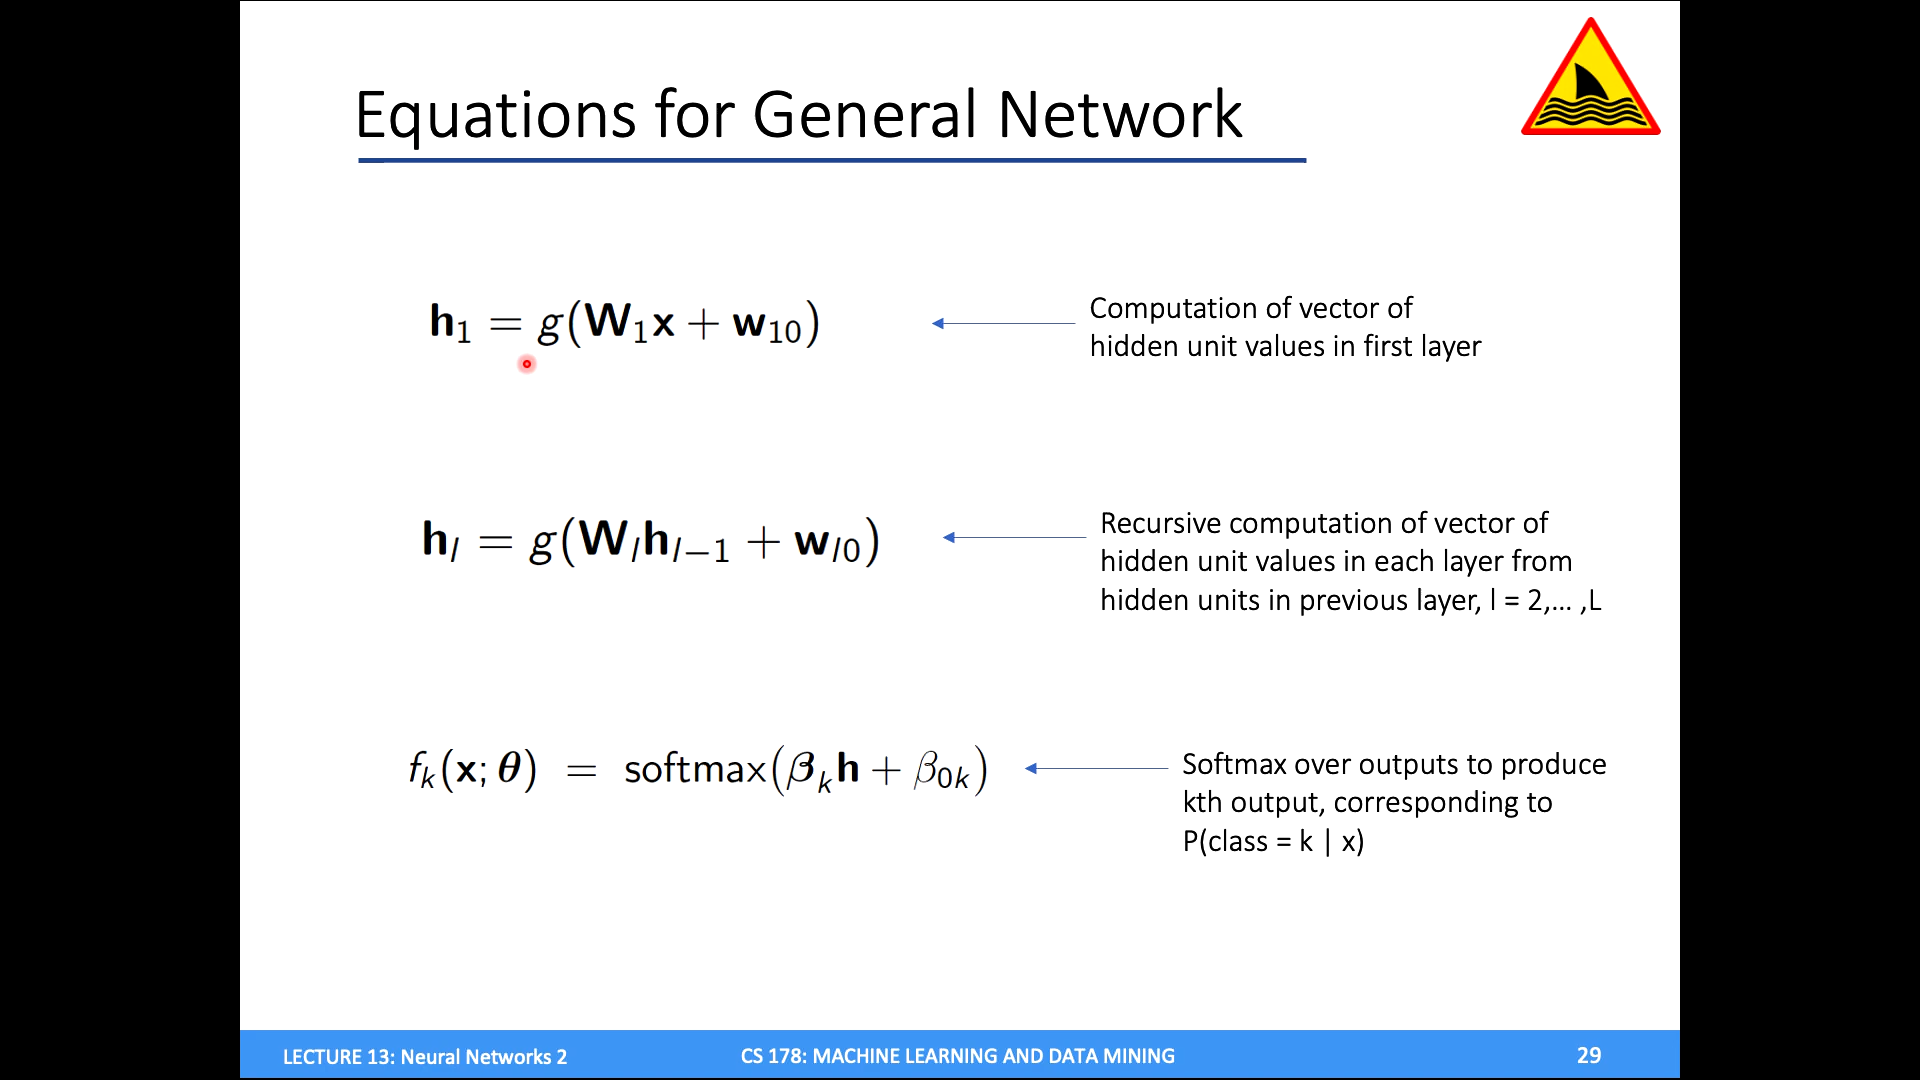 Equations for General Network
h₁ = g(W₁x + w₁₀)
Computation of vector of
hidden unit values in first layer
hₗ = g(Wₗhₗ₋₁ + wₗ₀)
Recursive computation of vector of
hidden unit values in each layer from
hidden units in previous layer, l = 2,… ,L
fₖ(x; θ) = softmax(βₖh + β₀ₖ)
Softmax over outputs to produce
kth output, corresponding to
P(class = k | x)
LECTURE 13: Neural Networks 2
CS 178: MACHINE LEARNING AND DATA MINING
29